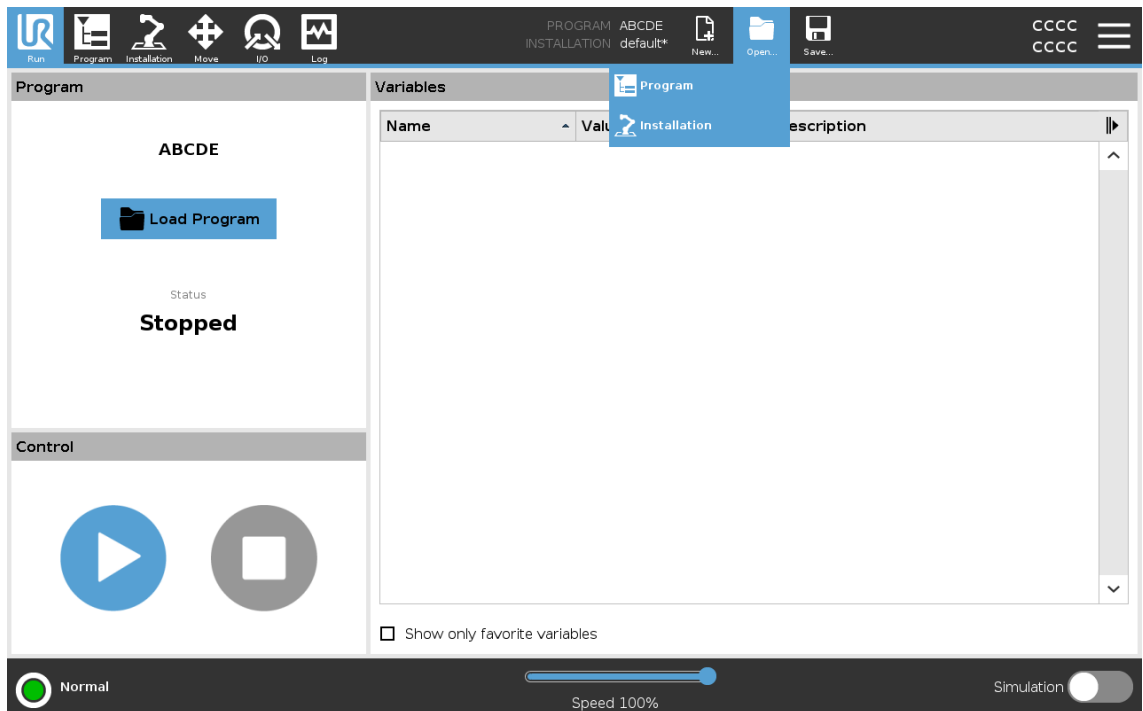 Run Program Installation Move I/O Log
PROGRAM ABCDE
INSTALLATION default*
New... Open... Save...
CCCC
CCCC
Program
Installation
Program
ABCDE
Load Program
Status
Stopped
Control
Variables
Name Valu escription
Show only favorite variables
Normal
Speed 100%
Simulation